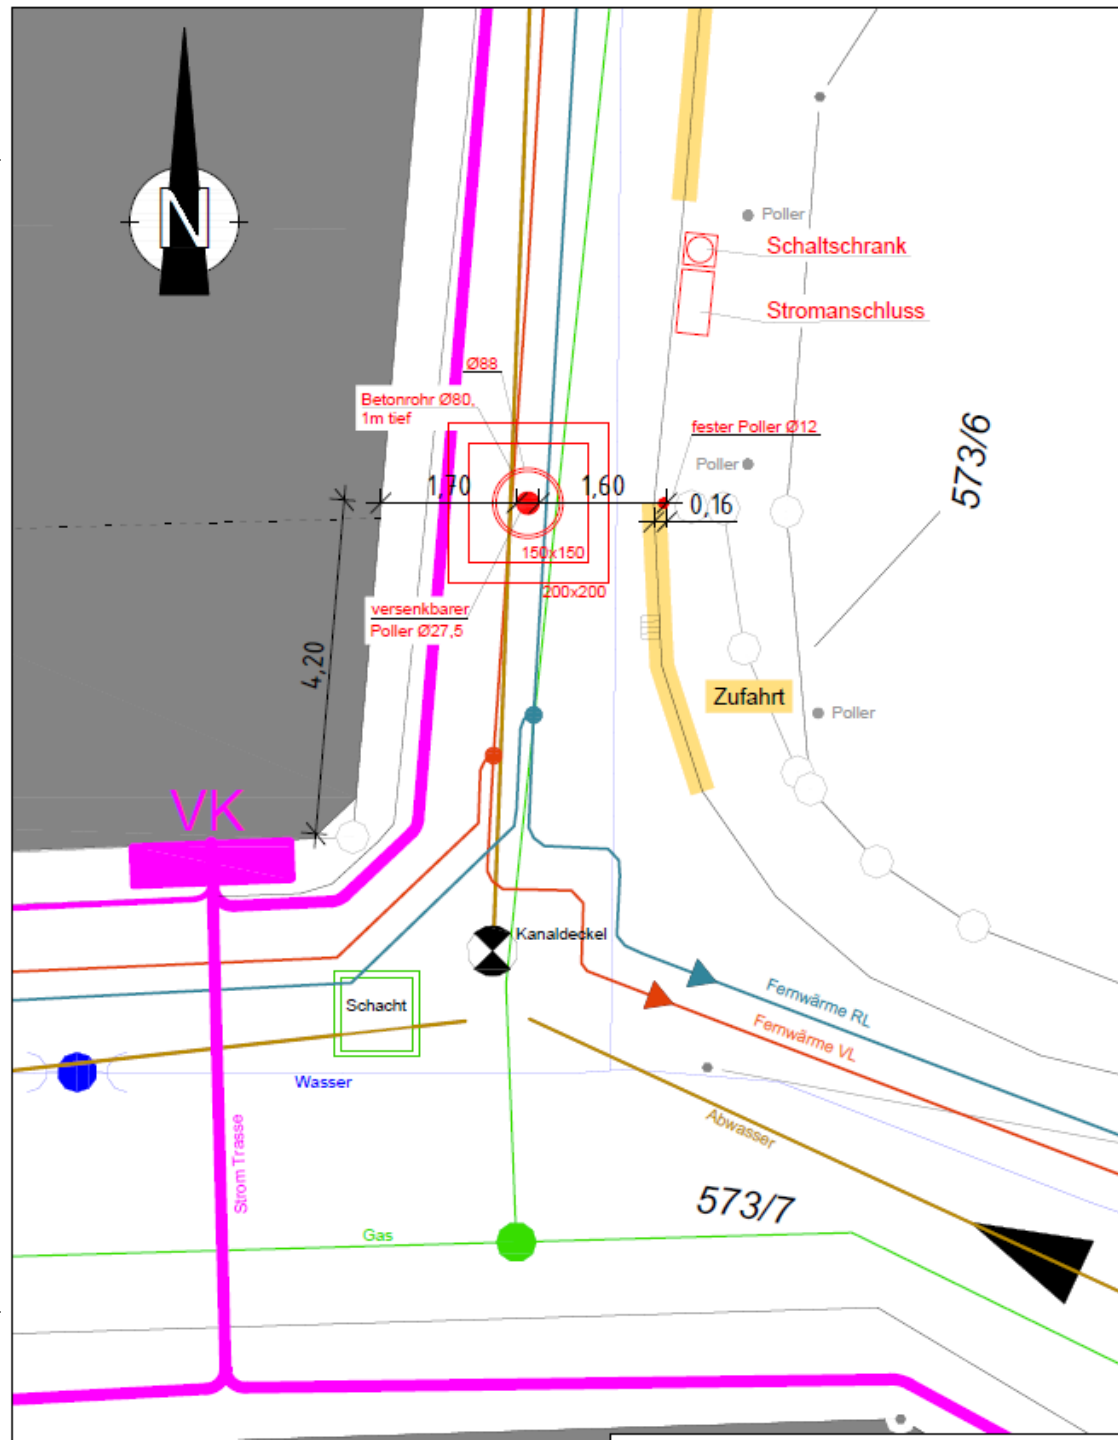 N
Poller
Schaltschrank
Stromanschluss
Ø88
Betonrohr Ø80,
1m tief
fester Poller Ø12
573/6
Poller
1,70
1,60
0,16
150x150
200x200
versenkbarer
Poller Ø27,5
4,20
Zufahrt
Poller
VK
Kanaldeckel
Schacht
Fernwärme RL
Fernwärme VL
Wasser
Abwasser
Strom Trasse
573/7
Gas